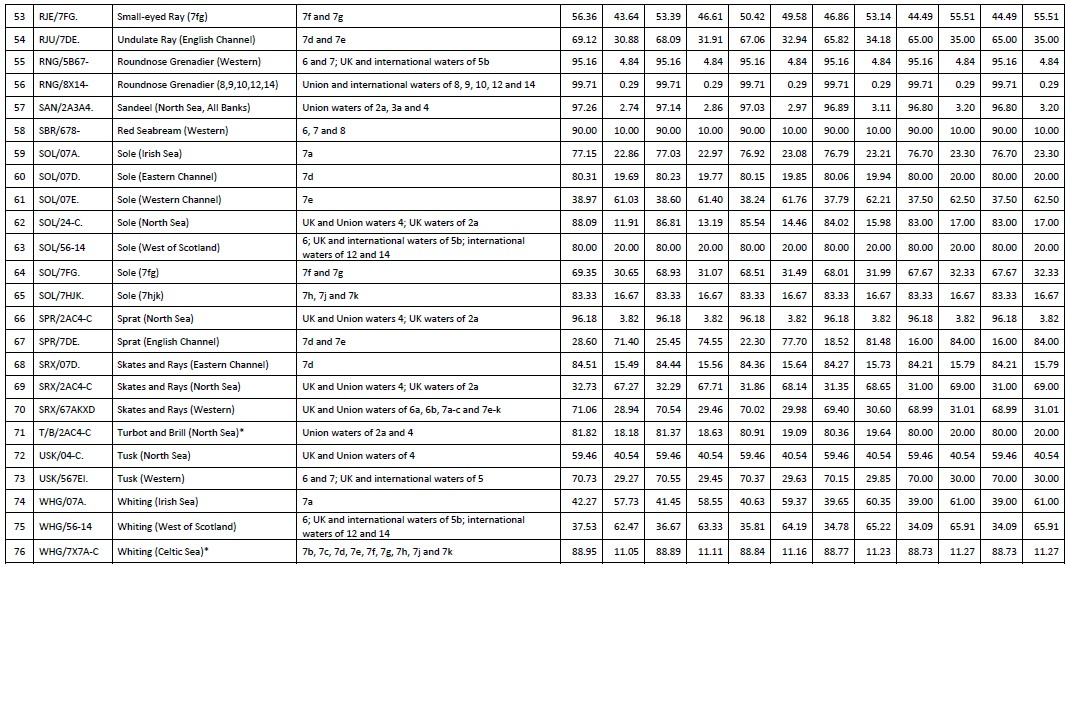 53 RJE/7FG. Small-eyed Ray (7fg) 7f and 7g 56.36 43.64 53.39 46.61 50.42 49.58 46.86 53.14 44.49 55.51 44.49 55.51
54 RJU/7DE. Undulate Ray (English Channel) 7d and 7e 69.12 30.88 68.09 31.91 67.06 32.94 65.82 34.18 65.00 35.00 65.00 35.00
55 RNG/5B67- Roundnose Grenadier (Western) 6 and 7; UK and international waters of 5b 95.16 4.84 95.16 4.84 95.16 4.84 95.16 4.84 95.16 4.84 95.16 4.84
56 RNG/8X14- Roundnose Grenadier (8,9,10,12,14) Union and international waters of 8, 9, 10, 12 and 14 99.71 0.29 99.71 0.29 99.71 0.29 99.71 0.29 99.71 0.29 99.71 0.29
57 SAN/2A3A4. Sandeel (North Sea, All Banks) Union waters of 2a, 3a and 4 97.26 2.74 97.14 2.86 97.03 2.97 96.89 3.11 96.80 3.20 96.80 3.20
58 SBR/678- Red Seabream (Western) 6, 7 and 8 90.00 10.00 90.00 10.00 90.00 10.00 90.00 10.00 90.00 10.00 90.00 10.00
59 SOL/07A. Sole (Irish Sea) 7a 77.15 22.86 77.03 22.97 76.92 23.08 76.79 23.21 76.70 23.30 76.70 23.30
60 SOL/07D. Sole (Eastern Channel) 7d 80.31 19.69 80.23 19.77 80.15 19.85 80.06 19.94 80.00 20.00 80.00 20.00
61 SOL/07E. Sole (Western Channel) 7e 38.97 61.03 38.60 61.40 38.24 61.76 37.79 62.21 37.50 62.50 37.50 62.50
62 SOL/24-C. Sole (North Sea) UK and Union waters 4; UK waters of 2a 88.09 11.91 86.81 13.19 85.54 14.46 84.02 15.98 83.00 17.00 83.00 17.00
63 SOL/56-14 Sole (West of Scotland) 6; UK and international waters of 5b; international
waters of 12 and 14 80.00 20.00 80.00 20.00 80.00 20.00 80.00 20.00 80.00 20.00 80.00 20.00
64 SOL/7FG. Sole (7fg) 7f and 7g 69.35 30.65 68.93 31.07 68.51 31.49 68.01 31.99 67.67 32.33 67.67 32.33
65 SOL/7HJK. Sole (7hjk) 7h, 7j and 7k 83.33 16.67 83.33 16.67 83.33 16.67 83.33 16.67 83.33 16.67 83.33 16.67
66 SPR/2AC4-C Sprat (North Sea) UK and Union waters 4; UK waters of 2a 96.18 3.82 96.18 3.82 96.18 3.82 96.18 3.82 96.18 3.82 96.18 3.82
67 SPR/7DE. Sprat (English Channel) 7d and 7e 28.60 71.40 25.45 74.55 22.30 77.70 18.52 81.48 16.00 84.00 16.00 84.00
68 SRX/07D. Skates and Rays (Eastern Channel) 7d 84.51 15.49 84.44 15.56 84.36 15.64 84.27 15.73 84.21 15.79 84.21 15.79
69 SRX/2AC4-C Skates and Rays (North Sea) UK and Union waters 4; UK waters of 2a 32.73 67.27 32.29 67.71 31.86 68.14 31.35 68.65 31.00 69.00 31.00 69.00
70 SRX/67AKXD Skates and Rays (Western) UK and Union waters of 6a, 6b, 7a-c and 7e-k 71.06 28.94 70.54 29.46 70.02 29.98 69.40 30.60 68.99 31.01 68.99 31.01
71 T/B/2AC4-C Turbot and Brill (North Sea)* Union waters of 2a and 4 81.82 18.18 81.37 18.63 80.91 19.09 80.36 19.64 80.00 20.00 80.00 20.00
72 USK/04-C. Tusk (North Sea) UK and Union waters of 4 59.46 40.54 59.46 40.54 59.46 40.54 59.46 40.54 59.46 40.54 59.46 40.54
73 USK/567EI. Tusk (Western) 6 and 7; UK and international waters of 5 70.73 29.27 70.55 29.45 70.37 29.63 70.15 29.85 70.00 30.00 70.00 30.00
74 WHG/07A. Whiting (Irish Sea) 7a 42.27 57.73 41.45 58.55 40.63 59.37 39.65 60.35 39.00 61.00 39.00 61.00
75 WHG/56-14 Whiting (West of Scotland) 6; UK and international waters of 5b; international
waters of 12 and 14 37.53 62.47 36.67 63.33 35.81 64.19 34.78 65.22 34.09 65.91 34.09 65.91
76 WHG/7X7A-C Whiting (Celtic Sea)* 7b, 7c, 7d, 7e, 7f, 7g, 7h, 7j and 7k 88.95 11.05 88.89 11.11 88.84 11.16 88.77 11.23 88.73 11.27 88.73 11.27